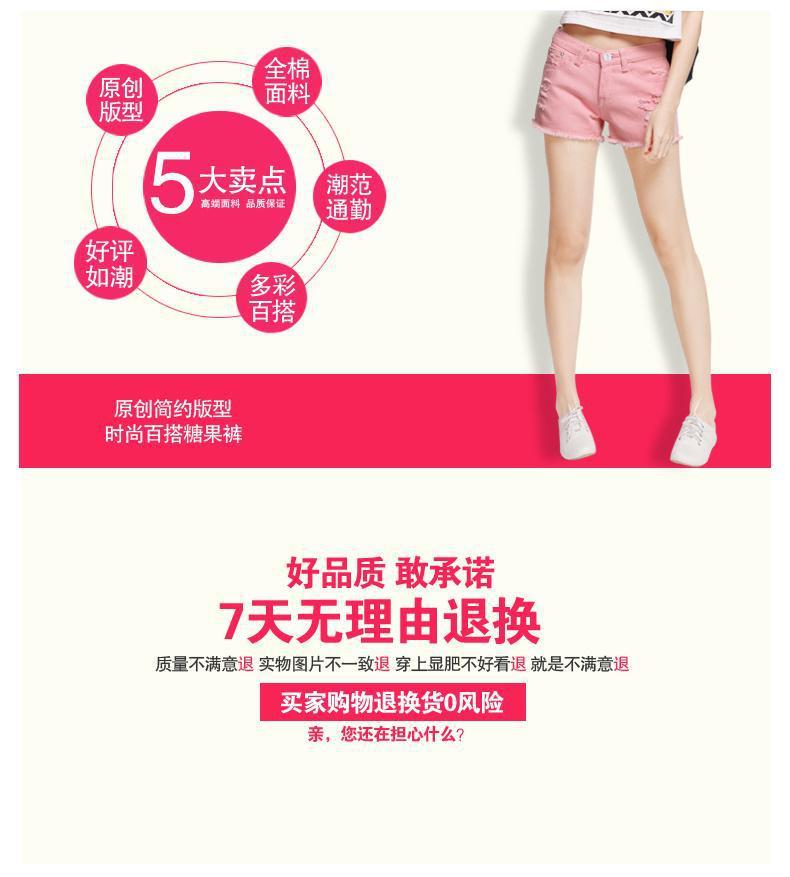 原创
版型
全棉
面料
5大卖点
高端面料 品质保证
潮范
通勤
好评
如潮
多彩
百搭
原创简约版型
时尚百搭糖果裤
好品质 敢承诺
7天无理由退换
质量不满意退 实物图片不一致退 穿上显肥不好看退 就是不满意退
买家购物退换货0风险
亲，您还在担心什么？